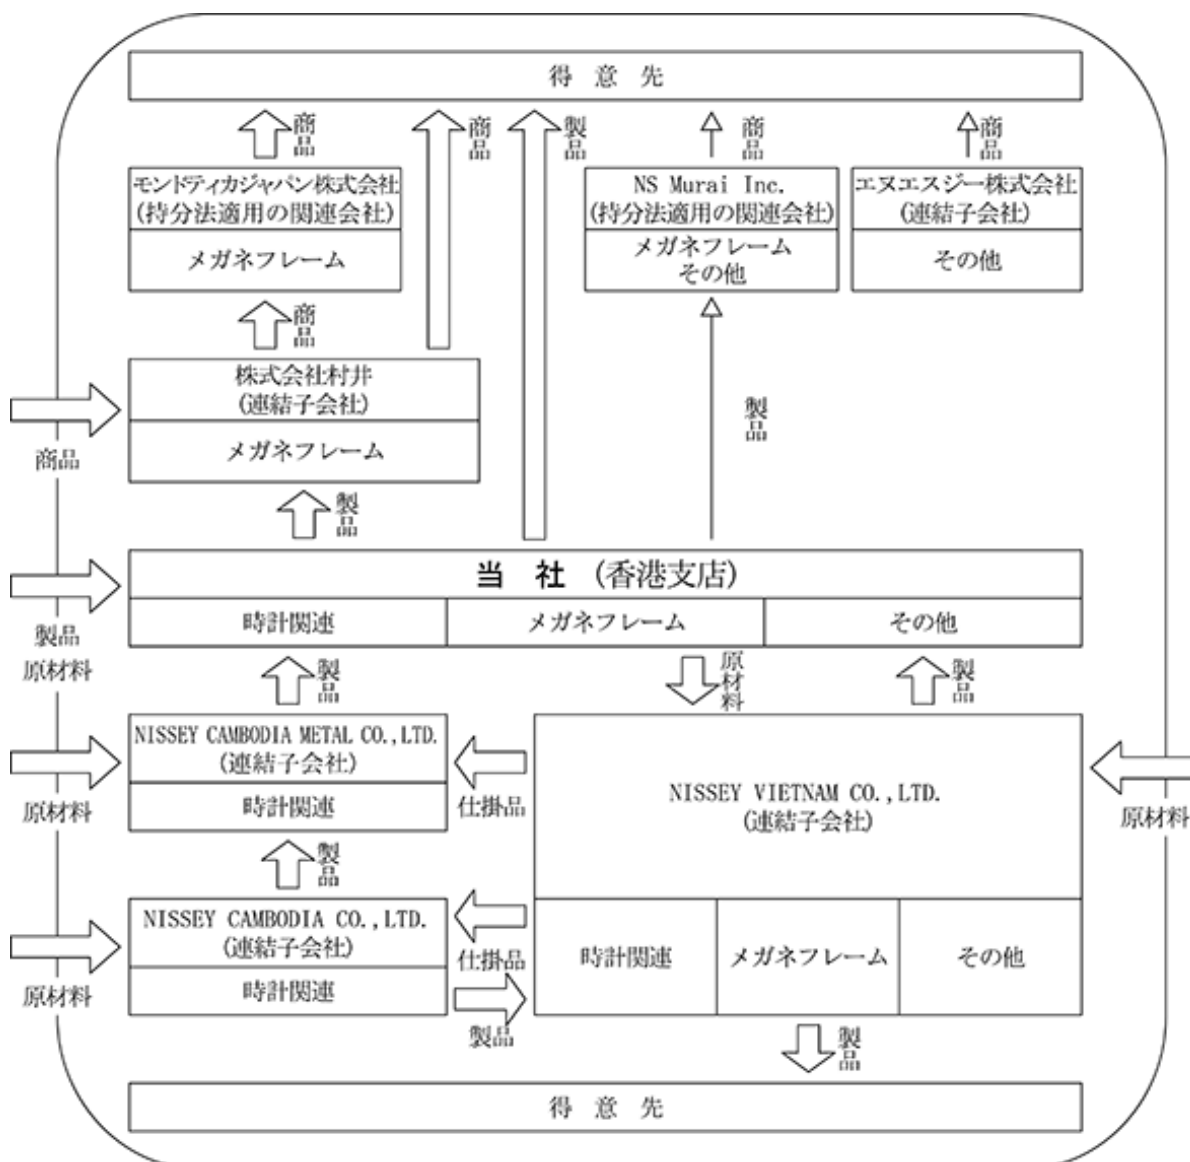 得 意 先
商品
商品
製品
商品
商品
モンドティカジャパン株式会社
(持分法適用の関連会社)
メガネフレーム
NS Murai Inc.
(持分法適用の関連会社)
メガネフレーム
その他
エヌエスジー株式会社
(連結子会社)
その他
商品
株式会社村井
(連結子会社)
メガネフレーム
商品
製品
製品
当 社 (香港支店)
時計関連
メガネフレーム
その他
製品
原材料
製品
原材料
製品
NISSEY CAMBODIA METAL CO.,LTD.
(連結子会社)
時計関連
原材料
仕掛品
NISSEY VIETNAM CO.,LTD.
(連結子会社)
時計関連
メガネフレーム
その他
原材料
製品
NISSEY CAMBODIA CO.,LTD.
(連結子会社)
時計関連
原材料
仕掛品
製品
製品
得 意 先